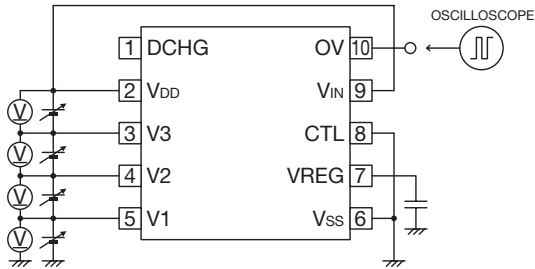 OSCILLOSCOPE
1 DCHG OV 10
2 VDD VIN 9
3 V3 CTL 8
4 V2 VREG 7
5 V1 VSS 6
V
V
V
V